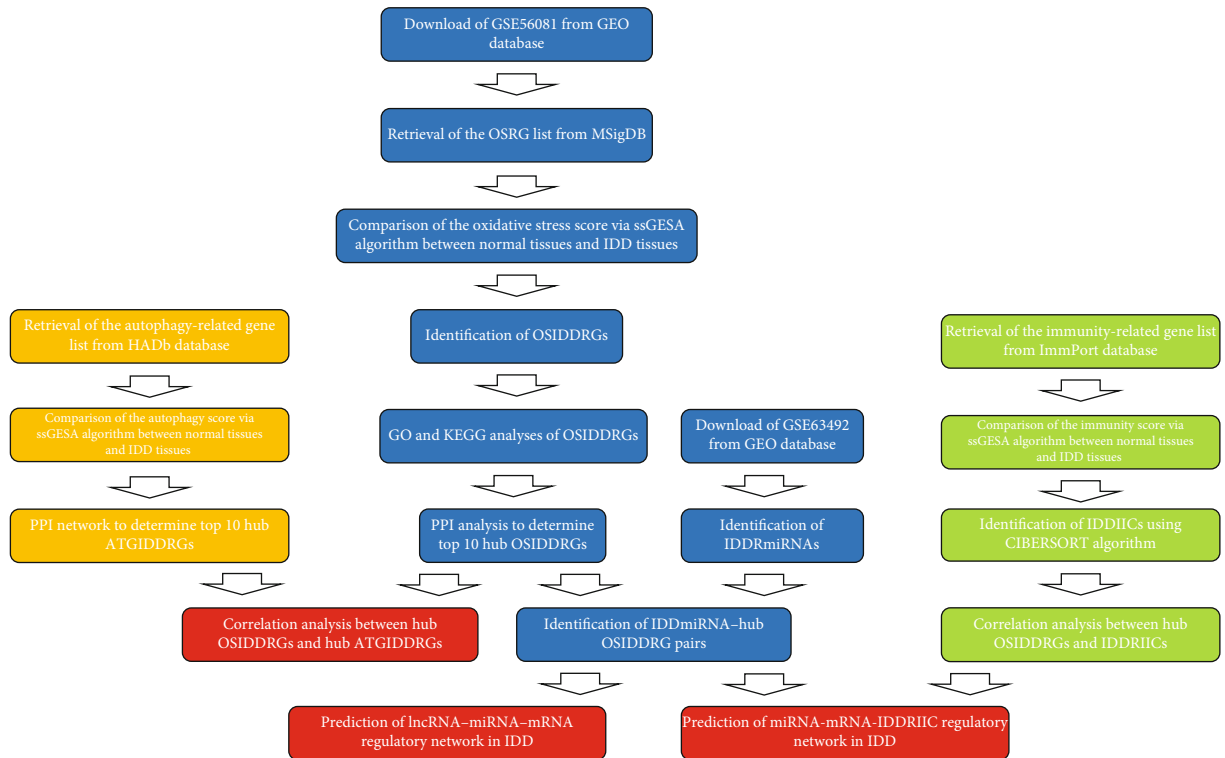 Download of GSE56081 from GEO
database
Retrieval of the OSRG list from MSigDB
Comparison of the oxidative stress score via ssGESA
algorithm between normal tissues and IDD tissues
Retrieval of the autophagy-related gene
list from HADb database
Identification of OSIDDRGs
Retrieval of the immunity-related gene list
from ImmPort database
Comparison of the autophagy score via
ssGESA algorithm between normal tissues
and IDD tissues
GO and KEGG analyses of OSIDDRGs
Download of GSE63492
from GEO database
Comparison of the immunity score via
ssGESA algorithm between normal tissues
and IDD tissues
PPI network to determine top 10 hub
ATGIDDRGs
PPI analysis to determine
top 10 hub OSIDDRGs
Identification of
IDDRmiRNAs
Identification of IDDIICs using
CIBERSORT algorithm
Correlation analysis between hub
OSIDDRGs and hub ATGIDDRGs
Identification of IDDmiRNA–hub
OSIDDRG pairs
Correlation analysis between hub
OSIDDRGs and IDDRIICs
Prediction of lncRNA–miRNA–mRNA
regulatory network in IDD
Prediction of miRNA-mRNA-IDDRIIC regulatory
network in IDD